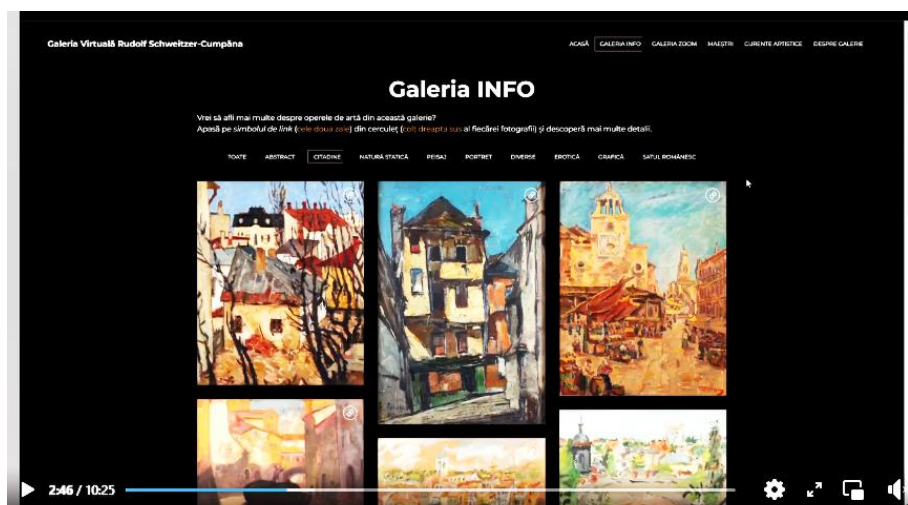 Galeria Virtuală Rudolf Schweitzer-Cumpăna
ACASĂ GALERIA INFO GALERIA ZOOM MAEȘTRI CURENTE ARTISTICE DESPRE GALERIE
Galeria INFO
Vrei să afli mai multe despre operele de artă din această galerie?
Apasă pe simbolul de link (cele doua zale) din cerculeț (colt dreapta sus al fiecărei fotografii) și descoperă mai multe detalii.
TOATE ABSTRACT CITADINE NATURĂ STATICĂ PEISAJ PORTRET DIVERSE EROTICĂ GRAFICĂ SATUL ROMÂNESC
2:46 / 10:25